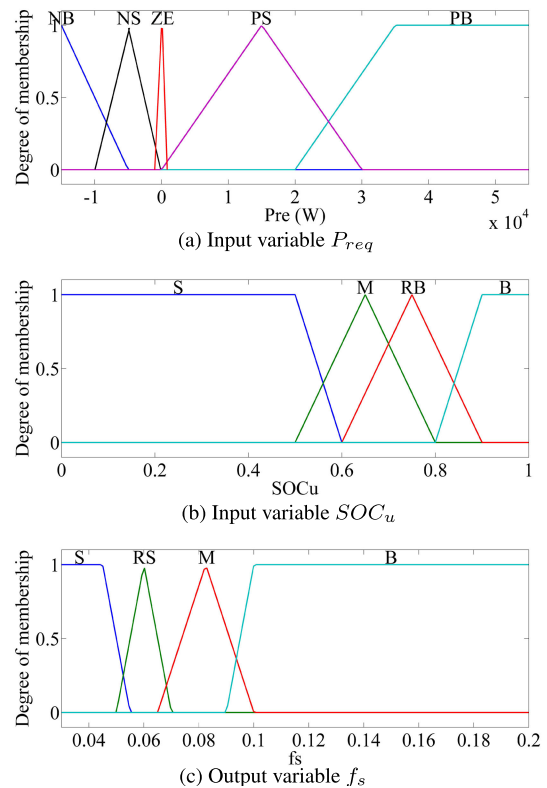 NB NS ZE PS PB
1
0.5
0
Degree of membership
-1 0 1 2 3 4 5
Pre (W)
x 10^4
(a) Input variable P_{req}
S M RB B
1
0.5
0
Degree of membership
0 0.2 0.4 0.6 0.8 1
SOCu
(b) Input variable SOC_u
S RS M B
1
0.5
0
Degree of membership
0.04 0.06 0.08 0.1 0.12 0.14 0.16 0.18 0.2
fs
(c) Output variable f_s